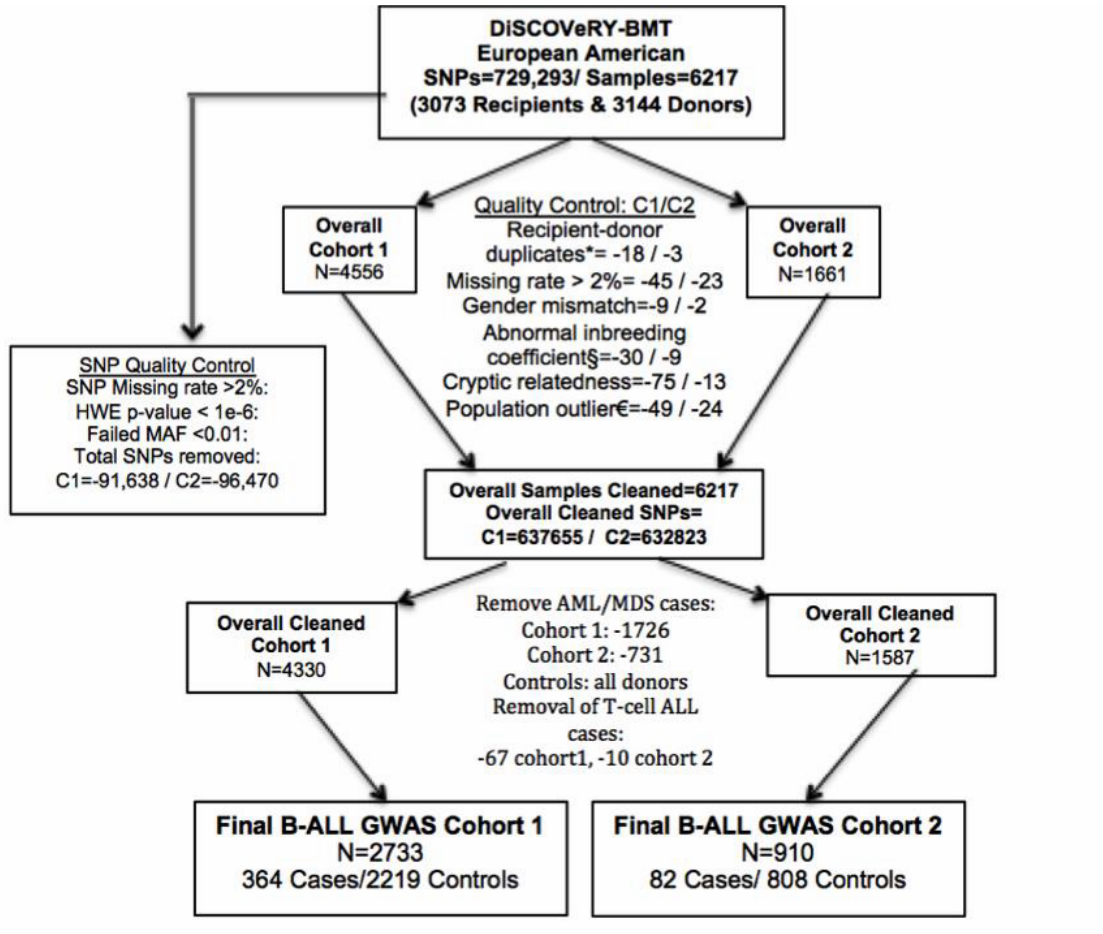 DiSCOVeRY-BMT
European American
SNPs=729,293/ Samples=6217
(3073 Recipients & 3144 Donors)
Overall
Cohort 1
N=4556
Quality Control: C1/C2
Recipient-donor
duplicates*= -18 / -3
Missing rate > 2%= -45 / -23
Gender mismatch=-9 / -2
Abnormal inbreeding
coefficient§=-30 / -9
Cryptic relatedness=-75 / -13
Population outlier€=-49 / -24
Overall
Cohort 2
N=1661
SNP Quality Control
SNP Missing rate >2%:
HWE p-value < 1e-6:
Failed MAF <0.01:
Total SNPs removed:
C1=-91,638 / C2=-96,470
Overall Samples Cleaned=6217
Overall Cleaned SNPs=
C1=637655 / C2=632823
Overall Cleaned
Cohort 1
N=4330
Remove AML/MDS cases:
Cohort 1: -1726
Cohort 2: -731
Controls: all donors
Removal of T-cell ALL
cases:
-67 cohort1, -10 cohort 2
Overall Cleaned
Cohort 2
N=1587
Final B-ALL GWAS Cohort 1
N=2733
364 Cases/2219 Controls
Final B-ALL GWAS Cohort 2
N=910
82 Cases/ 808 Controls